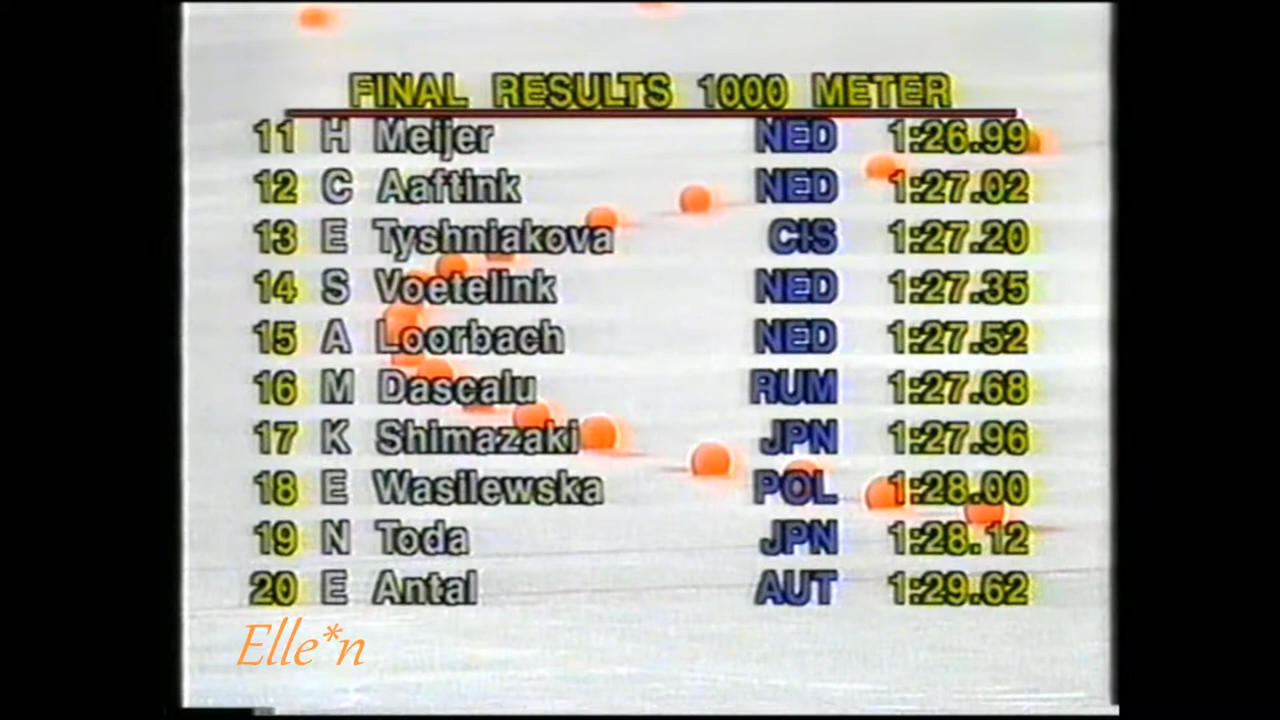 FINAL RESULTS 1000 METER
11 H Meijer NED 1:26.99
12 C Aaftink NED 1:27.02
13 E Tyshniakova CIS 1:27.20
14 S Voetelink NED 1:27.35
15 A Loorbach NED 1:27.52
16 M Dascalu RUM 1:27.68
17 K Shimazaki JPN 1:27.96
18 E Wasilewska POL 1:28.00
19 N Toda JPN 1:28.12
20 E Antal AUT 1:29.62
Elle*n